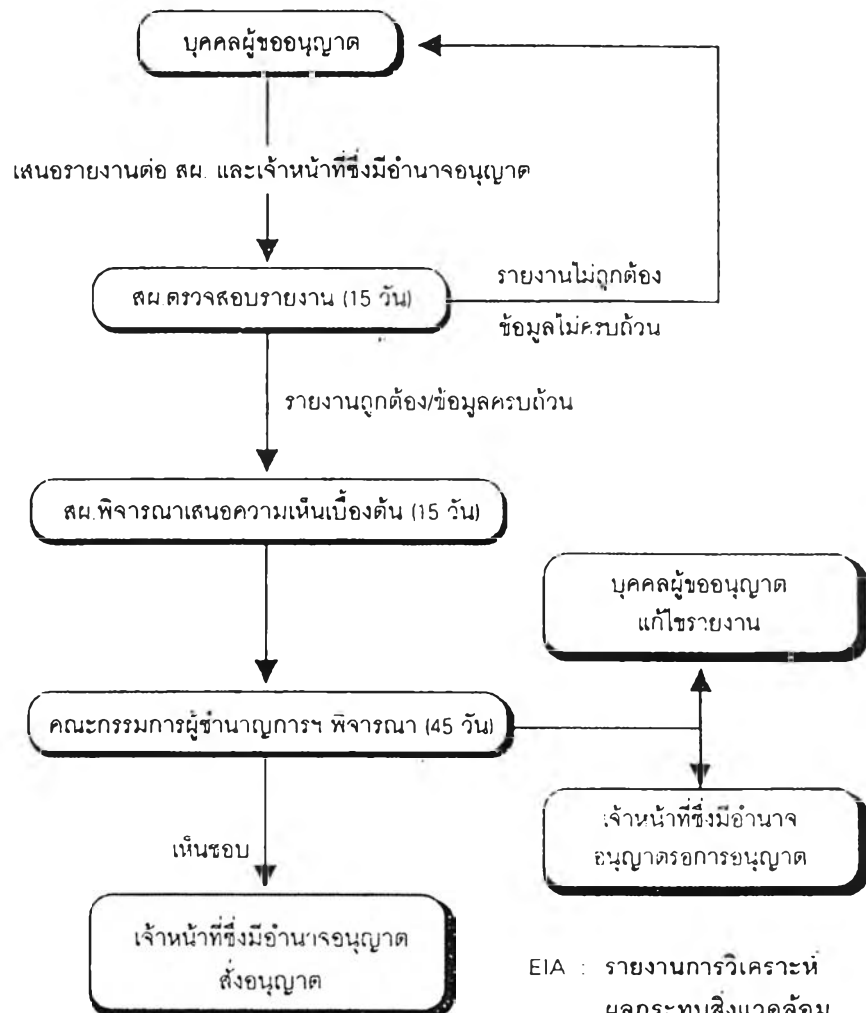 บุคคลผู้ขออนุญาต
เสนอรายงานต่อ สผ. และเจ้าหน้าที่ซึ่งมีอำนาจอนุญาต
สผ.ตรวจสอบรายงาน (15 วัน)
รายงานไม่ถูกต้อง
ข้อมูลไม่ครบถ้วน
รายงานถูกต้อง/ข้อมูลครบถ้วน
สผ.พิจารณาเสนอความเห็นเบื้องต้น (15 วัน)
บุคคลผู้ขออนุญาต
แก้ไขรายงาน
คณะกรรมการผู้ชำนาญการฯ พิจารณา (45 วัน)
เจ้าหน้าที่ซึ่งมีอำนาจ
อนุญาตรอการอนุญาต
เห็นชอบ
เจ้าหน้าที่ซึ่งมีอำนาจอนุญาต
สั่งอนุญาต
EIA : รายงานการวิเคราะห์
ผลกระทบสิ่งแวดล้อม